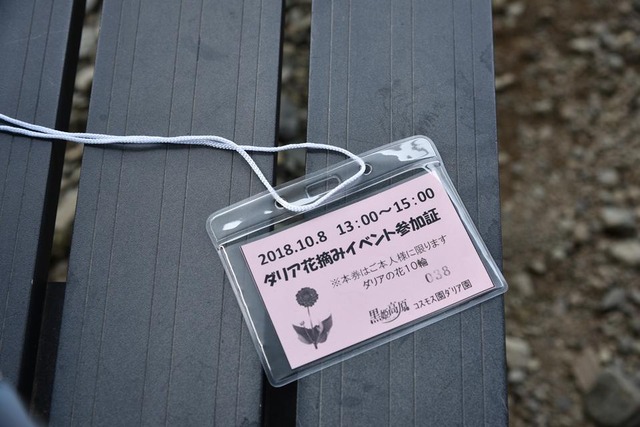 2018.10.8 13:00～15:00
ダリア花摘みイベント参加証
※本券はご本人様に限ります
ダリアの花10輪
038
黒姫高原 コスモス園ダリア園